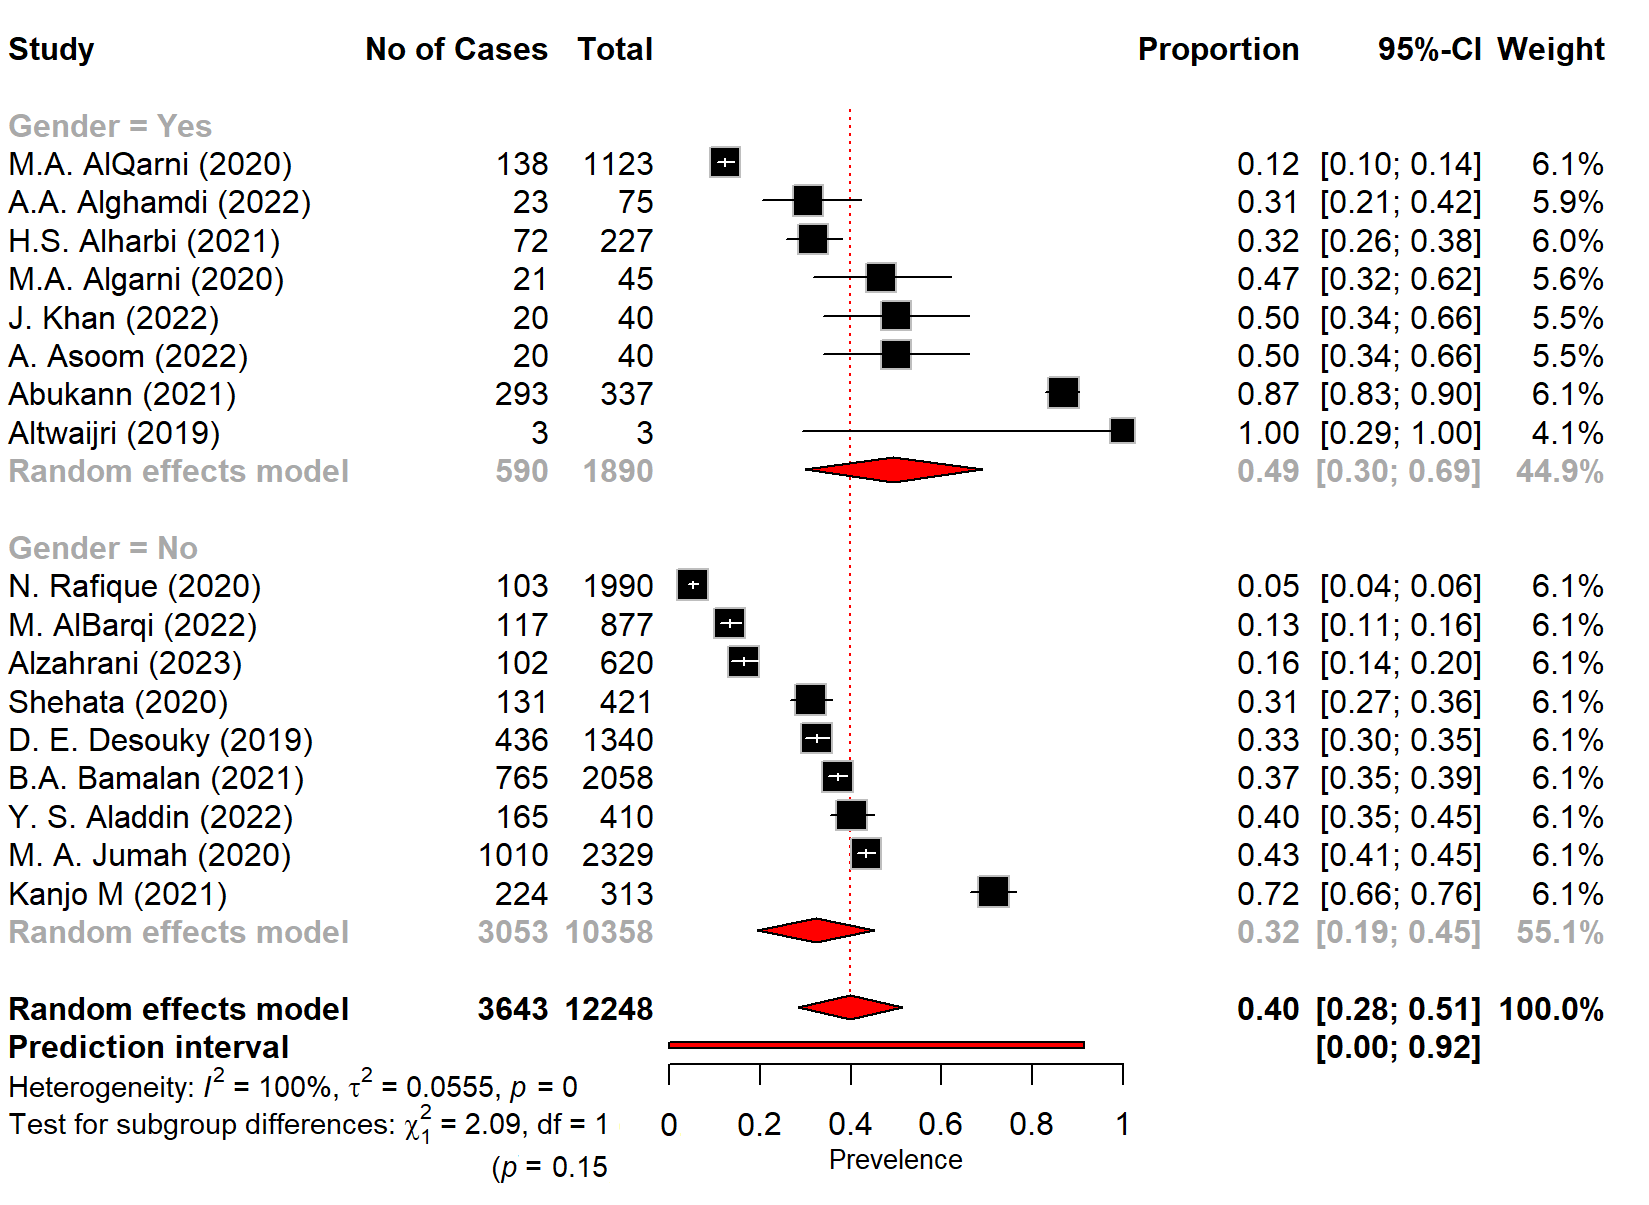 Study No of Cases Total Proportion 95%-CI Weight
Gender = Yes
M.A. AlQarni (2020) 138 1123 0.12 [0.10; 0.14] 6.1%
A.A. Alghamdi (2022) 23 75 0.31 [0.21; 0.42] 5.9%
H.S. Alharbi (2021) 72 227 0.32 [0.26; 0.38] 6.0%
M.A. Algarni (2020) 21 45 0.47 [0.32; 0.62] 5.6%
J. Khan (2022) 20 40 0.50 [0.34; 0.66] 5.5%
A. Asoom (2022) 20 40 0.50 [0.34; 0.66] 5.5%
Abukann (2021) 293 337 0.87 [0.83; 0.90] 6.1%
Altwaijri (2019) 3 3 1.00 [0.29; 1.00] 4.1%
Random effects model 590 1890 0.49 [0.30; 0.69] 44.9%
Gender = No
N. Rafique (2020) 103 1990 0.05 [0.04; 0.06] 6.1%
M. AlBarqi (2022) 117 877 0.13 [0.11; 0.16] 6.1%
Alzahrani (2023) 102 620 0.16 [0.14; 0.20] 6.1%
Shehata (2020) 131 421 0.31 [0.27; 0.36] 6.1%
D. E. Desouky (2019) 436 1340 0.33 [0.30; 0.35] 6.1%
B.A. Bamalan (2021) 765 2058 0.37 [0.35; 0.39] 6.1%
Y. S. Aladdin (2022) 165 410 0.40 [0.35; 0.45] 6.1%
M. A. Jumah (2020) 1010 2329 0.43 [0.41; 0.45] 6.1%
Kanjo M (2021) 224 313 0.72 [0.66; 0.76] 6.1%
Random effects model 3053 10358 0.32 [0.19; 0.45] 55.1%
Random effects model 3643 12248 0.40 [0.28; 0.51] 100.0%
Prediction interval [0.00; 0.92]
Heterogeneity: I² = 100%, τ² = 0.0555, p = 0
Test for subgroup differences: χ²₁ = 2.09, df = 1
(p = 0.15
0 0.2 0.4 0.6 0.8 1
Prevelence